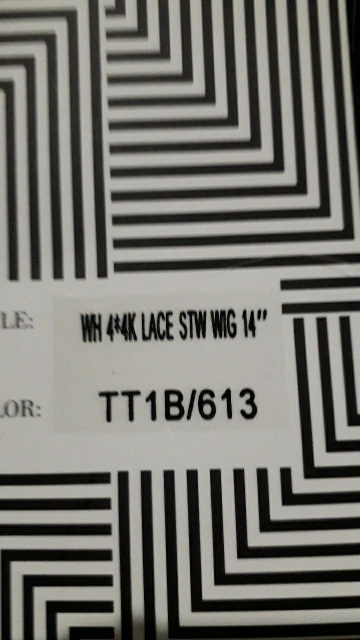 LE: WH 4*4K LACE STW WIG 14"
LOR: TT1B/613